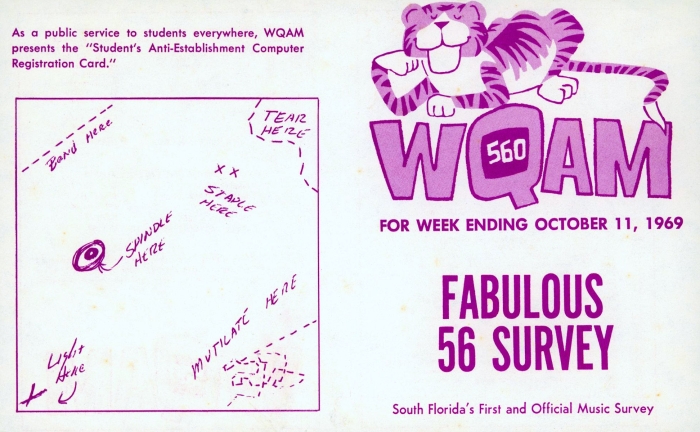 As a public service to students everywhere, WQAM
presents the "Student's Anti-Establishment Computer
Registration Card."
BEND HERE
TEAR
HERE
X X
STAPLE
HERE
SPINDLE
HERE
MUTILATE HERE
LIGHT
HERE
WQAM
560
FOR WEEK ENDING OCTOBER 11, 1969
FABULOUS
56 SURVEY
South Florida's First and Official Music Survey